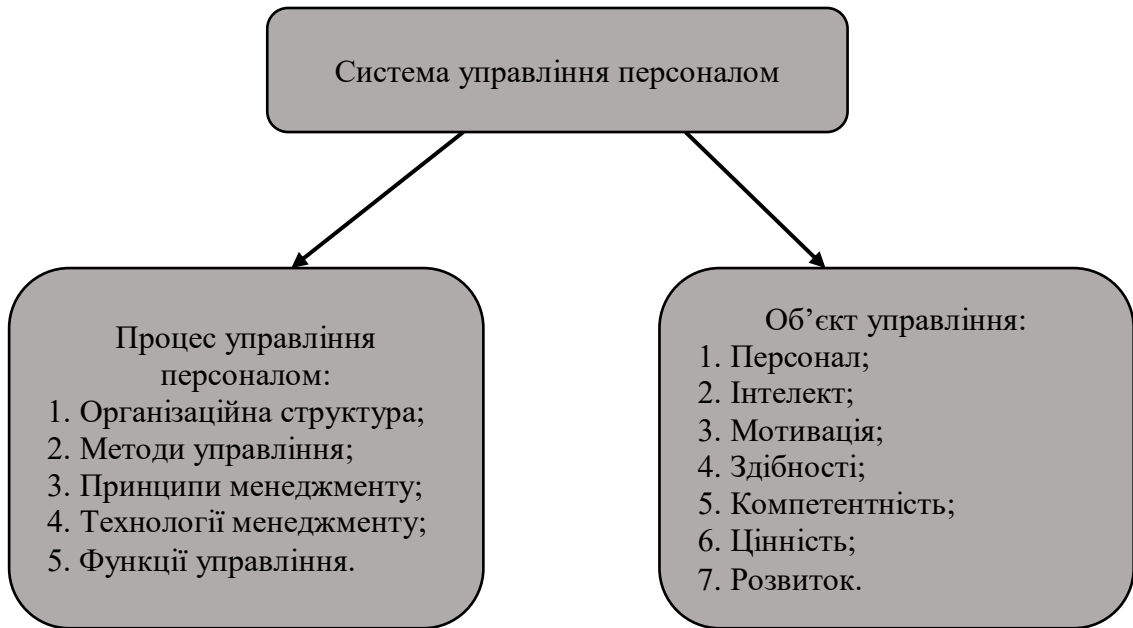 Система управління персоналом
Процес управління
персоналом:
1. Організаційна структура;
2. Методи управління;
3. Принципи менеджменту;
4. Технології менеджменту;
5. Функції управління.
Об’єкт управління:
1. Персонал;
2. Інтелект;
3. Мотивація;
4. Здібності;
5. Компетентність;
6. Цінність;
7. Розвиток.